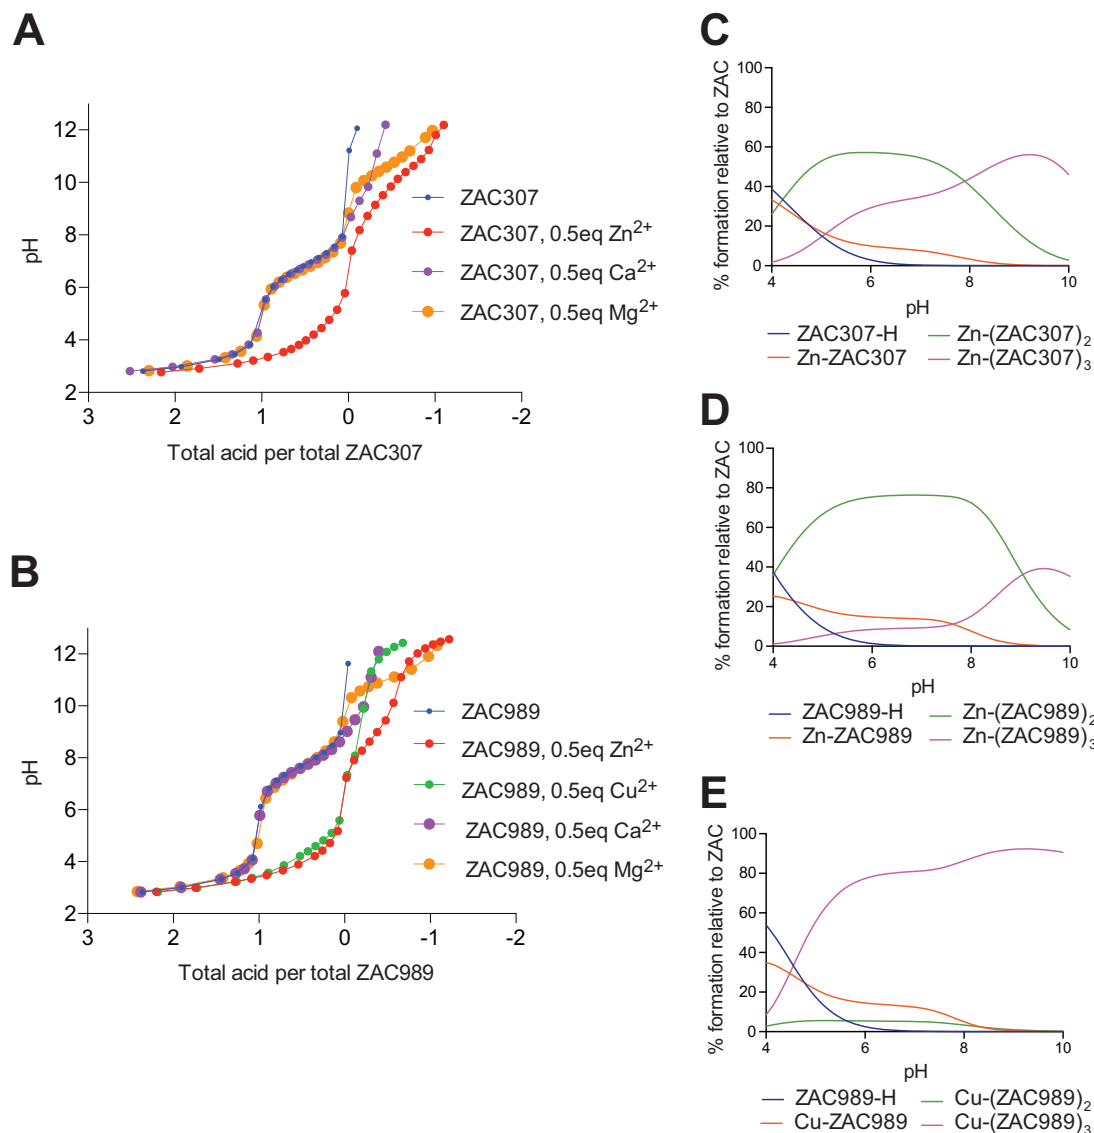 A
12
10
8
6
4
2
pH
3
2
1
0
-1
-2
Total acid per total ZAC307
ZAC307
ZAC307, 0.5eq Zn²⁺
ZAC307, 0.5eq Ca²⁺
ZAC307, 0.5eq Mg²⁺
B
12
10
8
6
4
2
pH
3
2
1
0
-1
-2
Total acid per total ZAC989
ZAC989
ZAC989, 0.5eq Zn²⁺
ZAC989, 0.5eq Cu²⁺
ZAC989, 0.5eq Ca²⁺
ZAC989, 0.5eq Mg²⁺
C
% formation relative to ZAC
100
80
60
40
20
0
4
6
8
10
pH
ZAC307-H
Zn-(ZAC307)₂
Zn-ZAC307
Zn-(ZAC307)₃
D
% formation relative to ZAC
100
80
60
40
20
0
4
6
8
10
pH
ZAC989-H
Zn-(ZAC989)₂
Zn-ZAC989
Zn-(ZAC989)₃
E
% formation relative to ZAC
100
80
60
40
20
0
4
6
8
10
pH
ZAC989-H
Cu-(ZAC989)₂
Cu-ZAC989
Cu-(ZAC989)₃